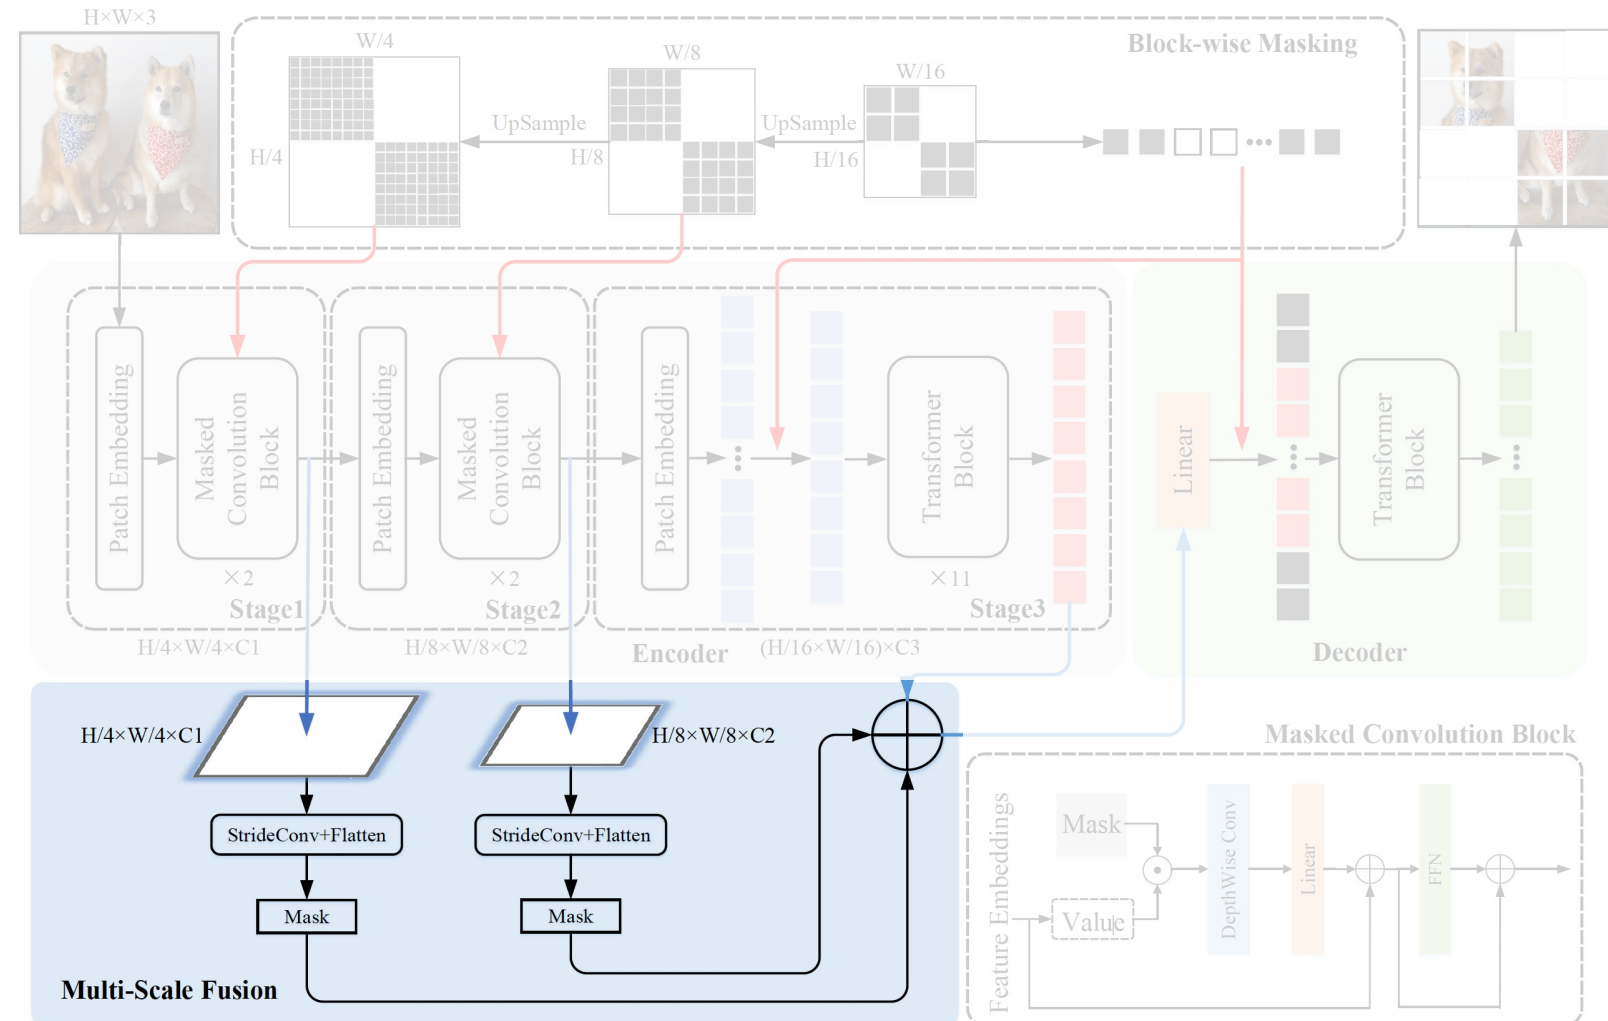 H×W×3
W/4
W/8
W/16
Block-wise Masking
UpSample
UpSample
H/4
H/8
H/16
Patch Embedding
Masked
Convolution
Block
×2
Stage1
H/4×W/4×C1
Patch Embedding
Masked
Convolution
Block
×2
Stage2
H/8×W/8×C2
Patch Embedding
Transformer
Block
×11
Stage3
(H/16×W/16)×C3
Encoder
Linear
Transformer
Block
Decoder
H/4×W/4×C1
StrideConv+Flatten
Mask
H/8×W/8×C2
StrideConv+Flatten
Mask
Multi-Scale Fusion
Masked Convolution Block
Feature Embeddings
Mask
Value
DepthWise Conv
Linear
FFN